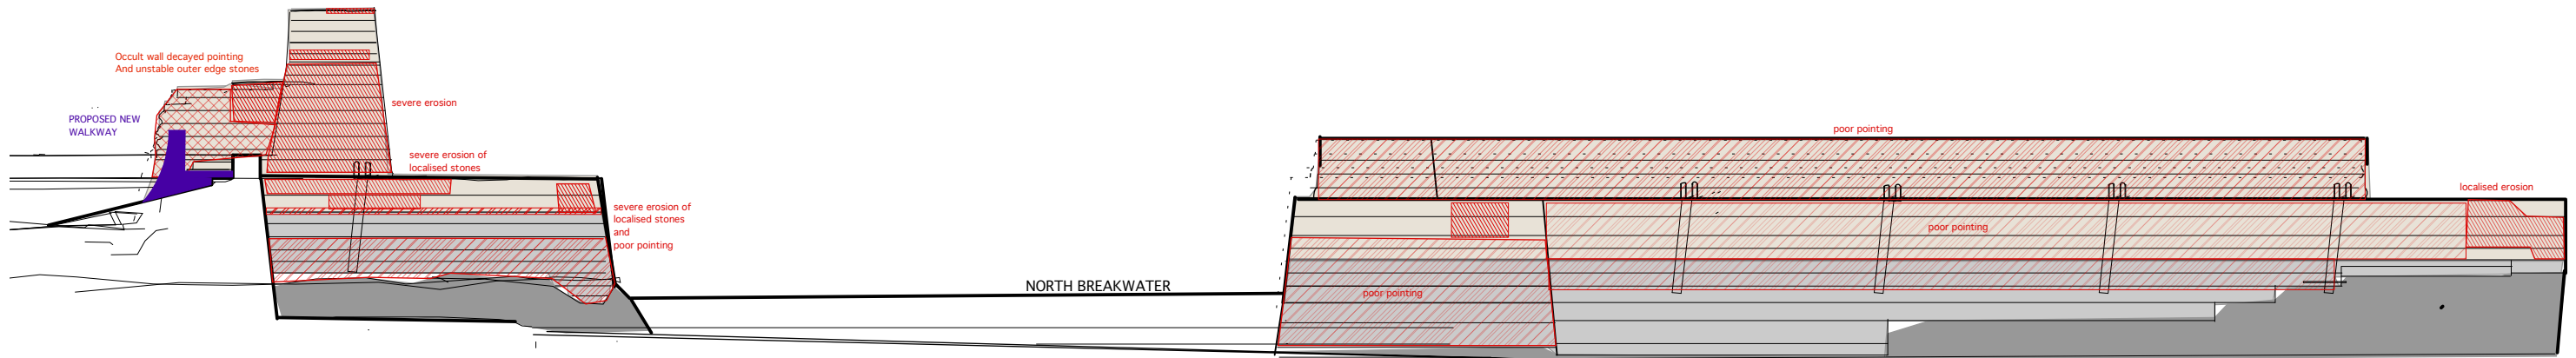 Occult wall decayed pointing
And unstable outer edge stones
PROPOSED NEW
WALKWAY
severe erosion
severe erosion of
localised stones
severe erosion of
localised stones
and
poor pointing
NORTH BREAKWATER
poor pointing
poor pointing
poor pointing
localised erosion